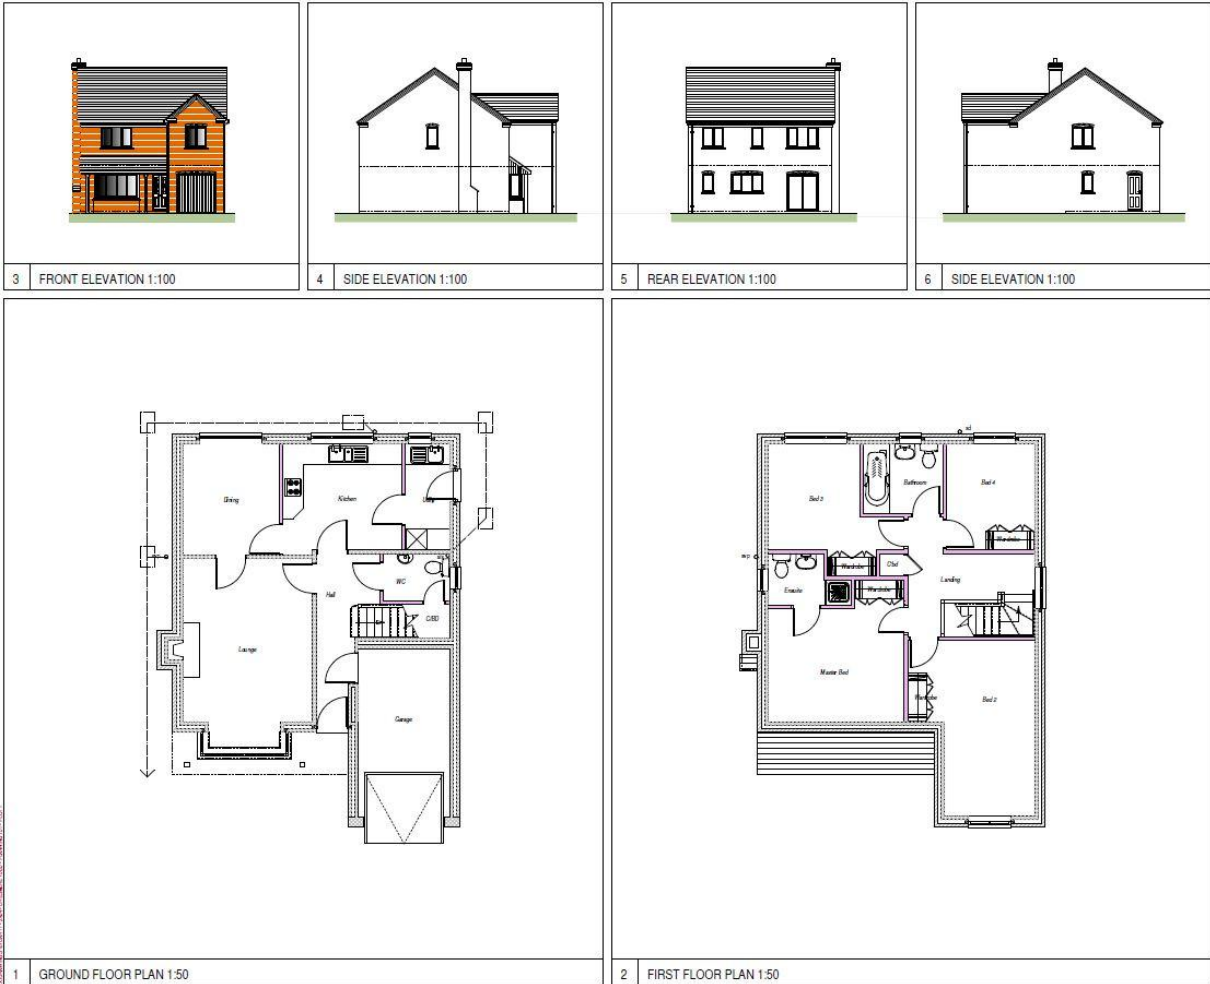 3 FRONT ELEVATION 1:100
4 SIDE ELEVATION 1:100
5 REAR ELEVATION 1:100
6 SIDE ELEVATION 1:100
Dining
Kitchen
WC
Hall
C/BD
Lounge
Garage
1 GROUND FLOOR PLAN 1:50
Bed 3
Bathroom
Bed 4
Wardrobe
Wardrobe
C/bd
Landing
Ensuite
Wardrobe
Master Bed
Wardrobe
Bed 2
2 FIRST FLOOR PLAN 1:50